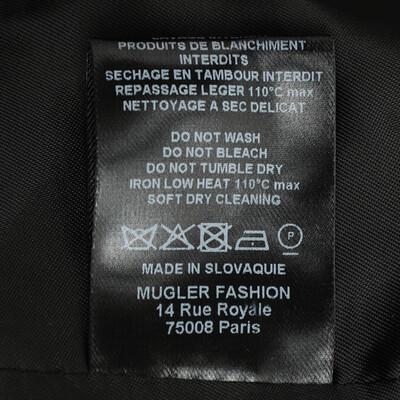 PRODUITS DE BLANCHIMENT
INTERDITS
SECHAGE EN TAMBOUR INTERDIT
REPASSAGE LEGER 110°C max
NETTOYAGE A SEC DELICAT
DO NOT WASH
DO NOT BLEACH
DO NOT TUMBLE DRY
IRON LOW HEAT 110°C max
SOFT DRY CLEANING
P
MADE IN SLOVAQUIE
MUGLER FASHION
14 Rue Royale
75008 Paris